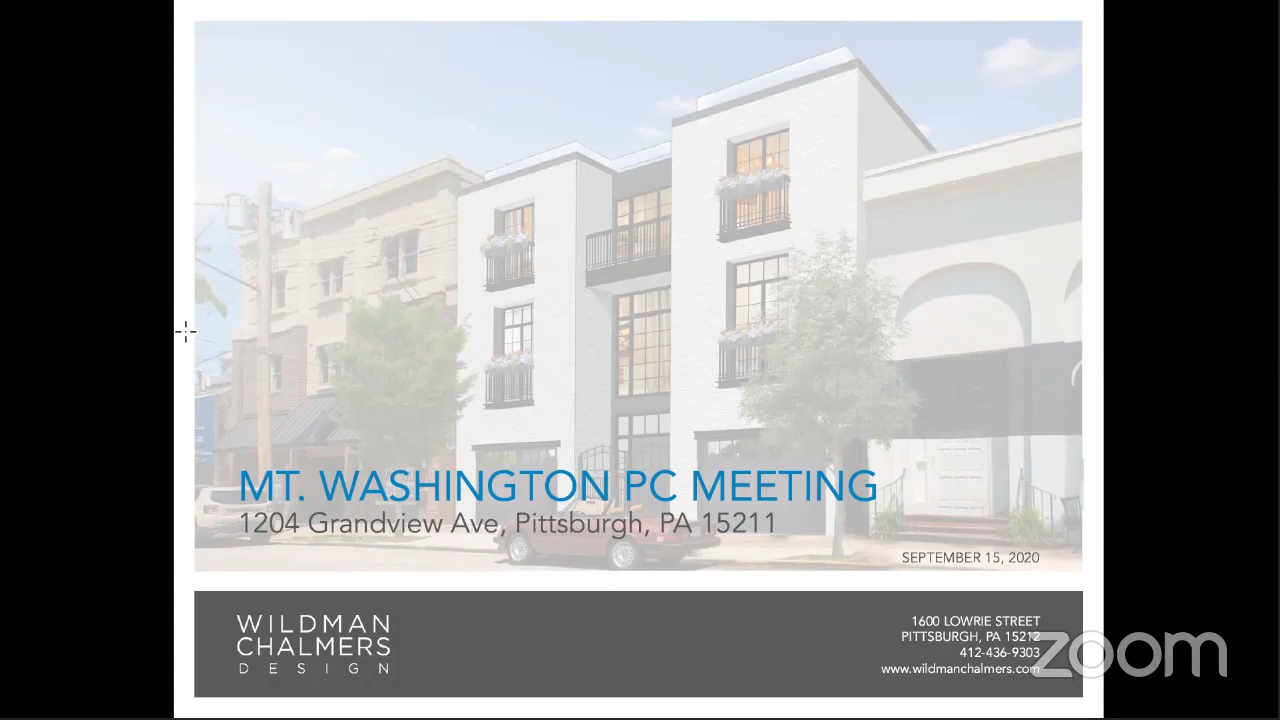 MT. WASHINGTON PC MEETING
1204 Grandview Ave, Pittsburgh, PA 15211
SEPTEMBER 15, 2020
WILDMAN
CHALMERS
DESIGN
1600 LOWRIE STREET
PITTSBURGH, PA 15212
412-436-9303
www.wildmanchalmers.com
zoom